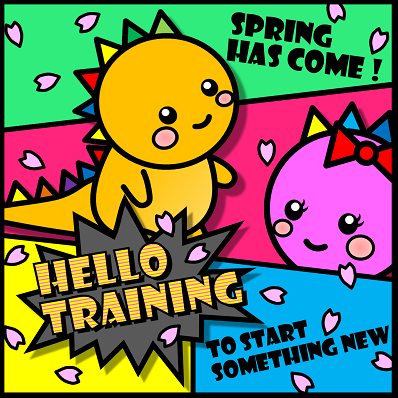 SPRING
HAS COME !
HELLO
TRAINING
TO START
SOMETHING NEW